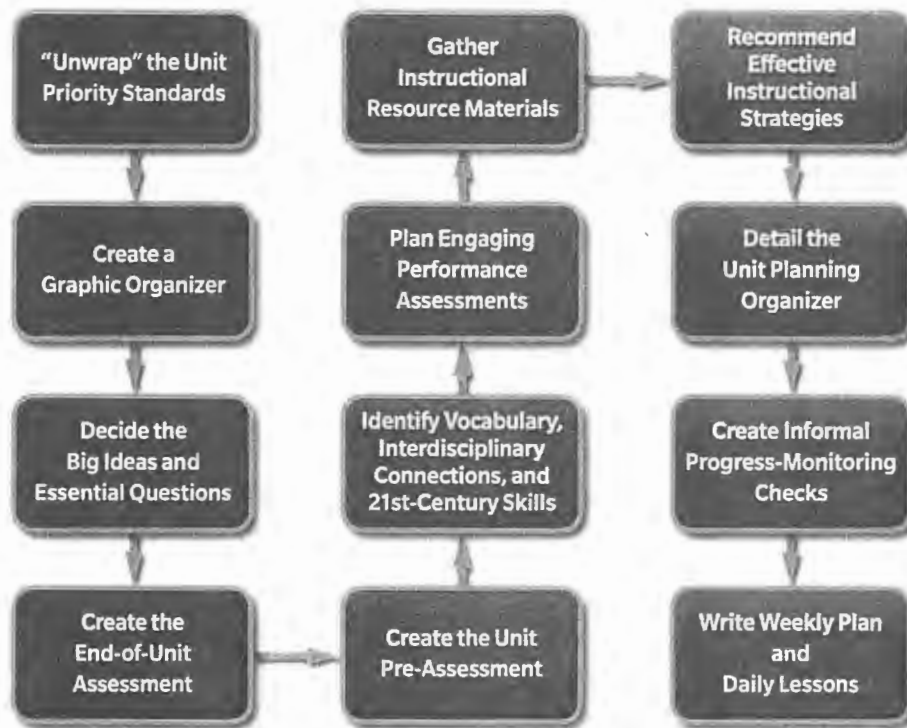 "Unwrap" the Unit
Priority Standards
Create a
Graphic Organizer
Decide the
Big Ideas and
Essential Questions
Create the
End-of-Unit
Assessment
Create the Unit
Pre-Assessment
Identify Vocabulary,
Interdisciplinary
Connections, and
21st-Century Skills
Plan Engaging
Performance
Assessments
Gather
Instructional
Resource Materials
Recommend
Effective
Instructional
Strategies
Detail the
Unit Planning
Organizer
Create Informal
Progress-Monitoring
Checks
Write Weekly Plan
and
Daily Lessons